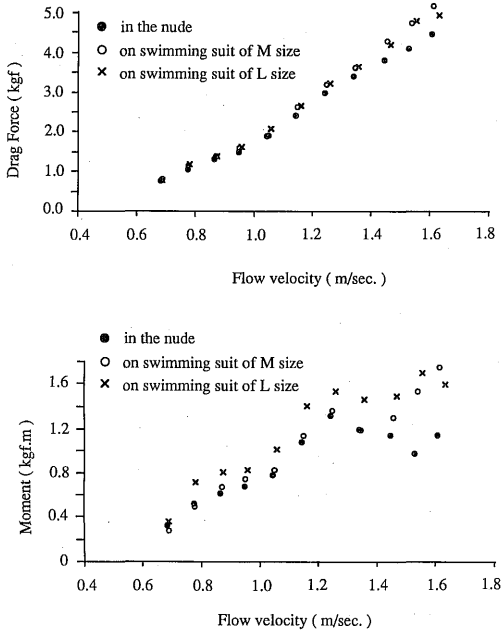 5.0
in the nude
on swimming suit of M size
4.0
on swimming suit of L size
3.0
2.0
1.0
0.0
Drag Force ( kgf )
0.4 0.6 0.8 1.0 1.2 1.4 1.6 1.8
Flow velocity ( m/sec. )
in the nude
on swimming suit of M size
on swimming suit of L size
1.6
1.2
0.8
0.4
0
Moment ( kgf.m )
0.4 0.6 0.8 1.0 1.2 1.4 1.6 1.8
Flow velocity ( m/sec. )